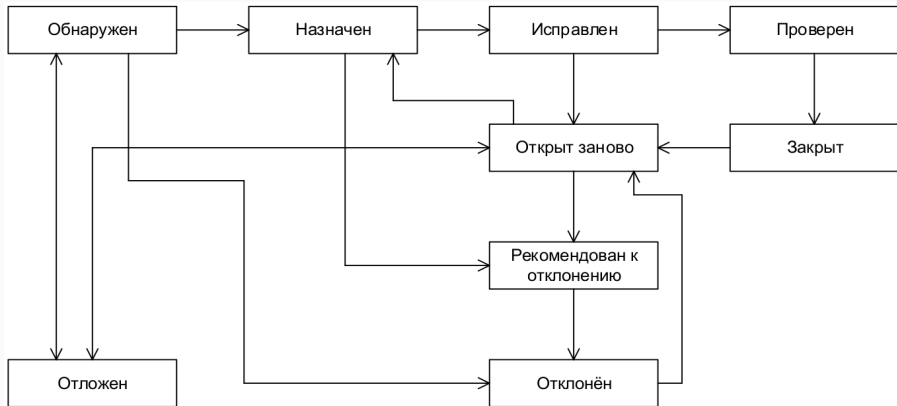 Обнаружен
Назначен
Исправлен
Проверен
Открыт заново
Закрыт
Рекомендован к
отклонению
Отложен
Отклонён